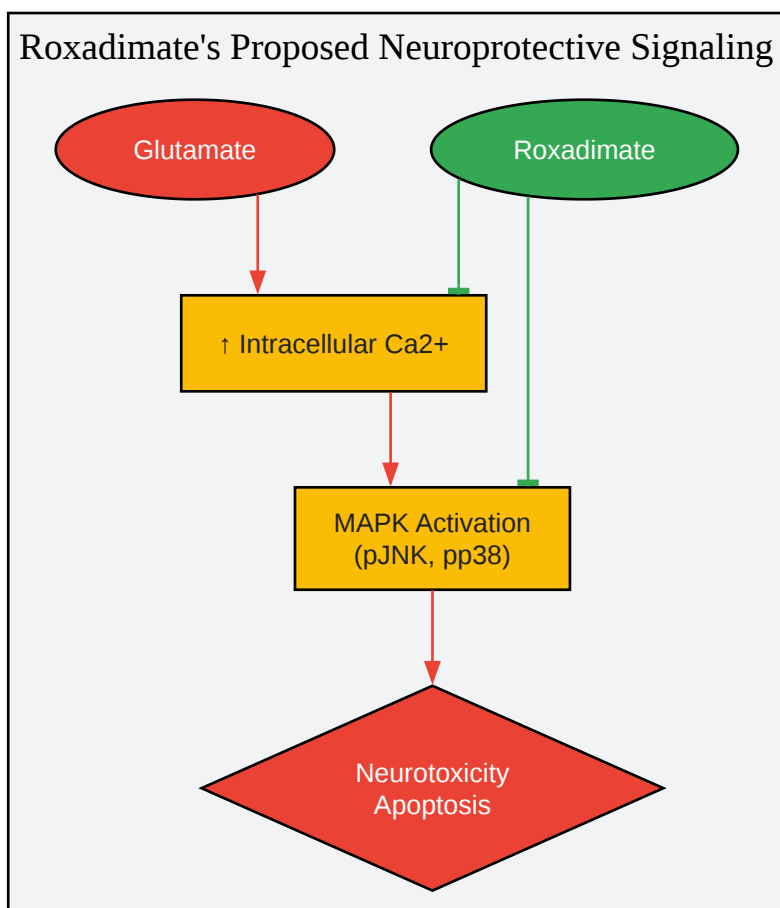 Roxadimate's Proposed Neuroprotective Signaling
Glutamate
Roxadimate
↑ Intracellular Ca2+
MAPK Activation
(pJNK, pp38)
Neurotoxicity
Apoptosis